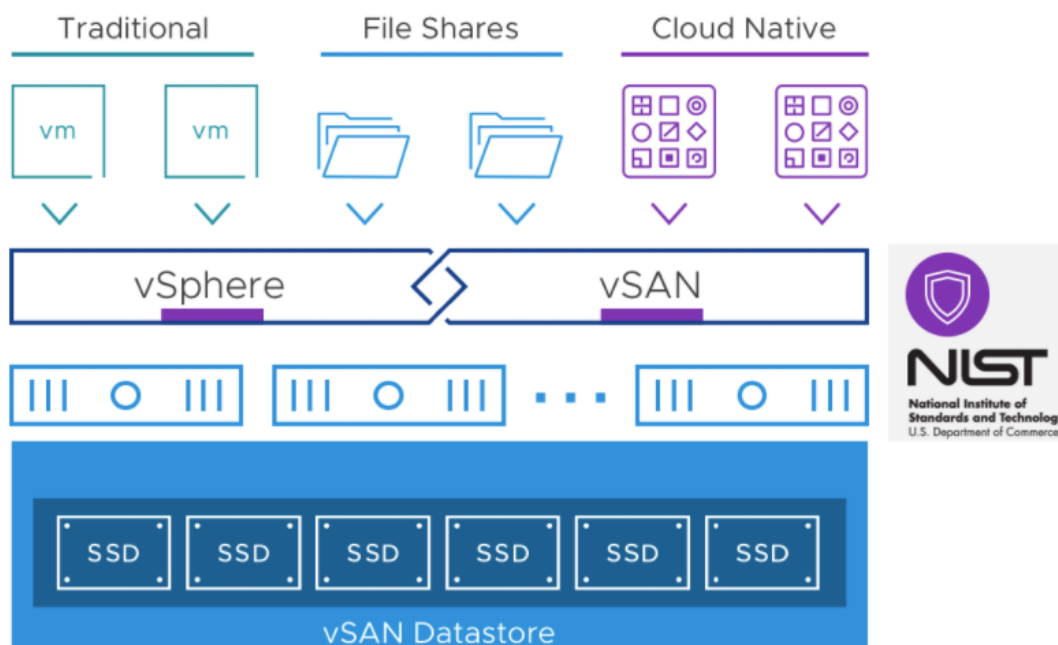 Traditional
File Shares
Cloud Native
vm
vm
vSphere
vSAN
NIST
National Institute of
Standards and Technolog
U.S. Department of Commerce
SSD
SSD
SSD
SSD
SSD
SSD
vSAN Datastore